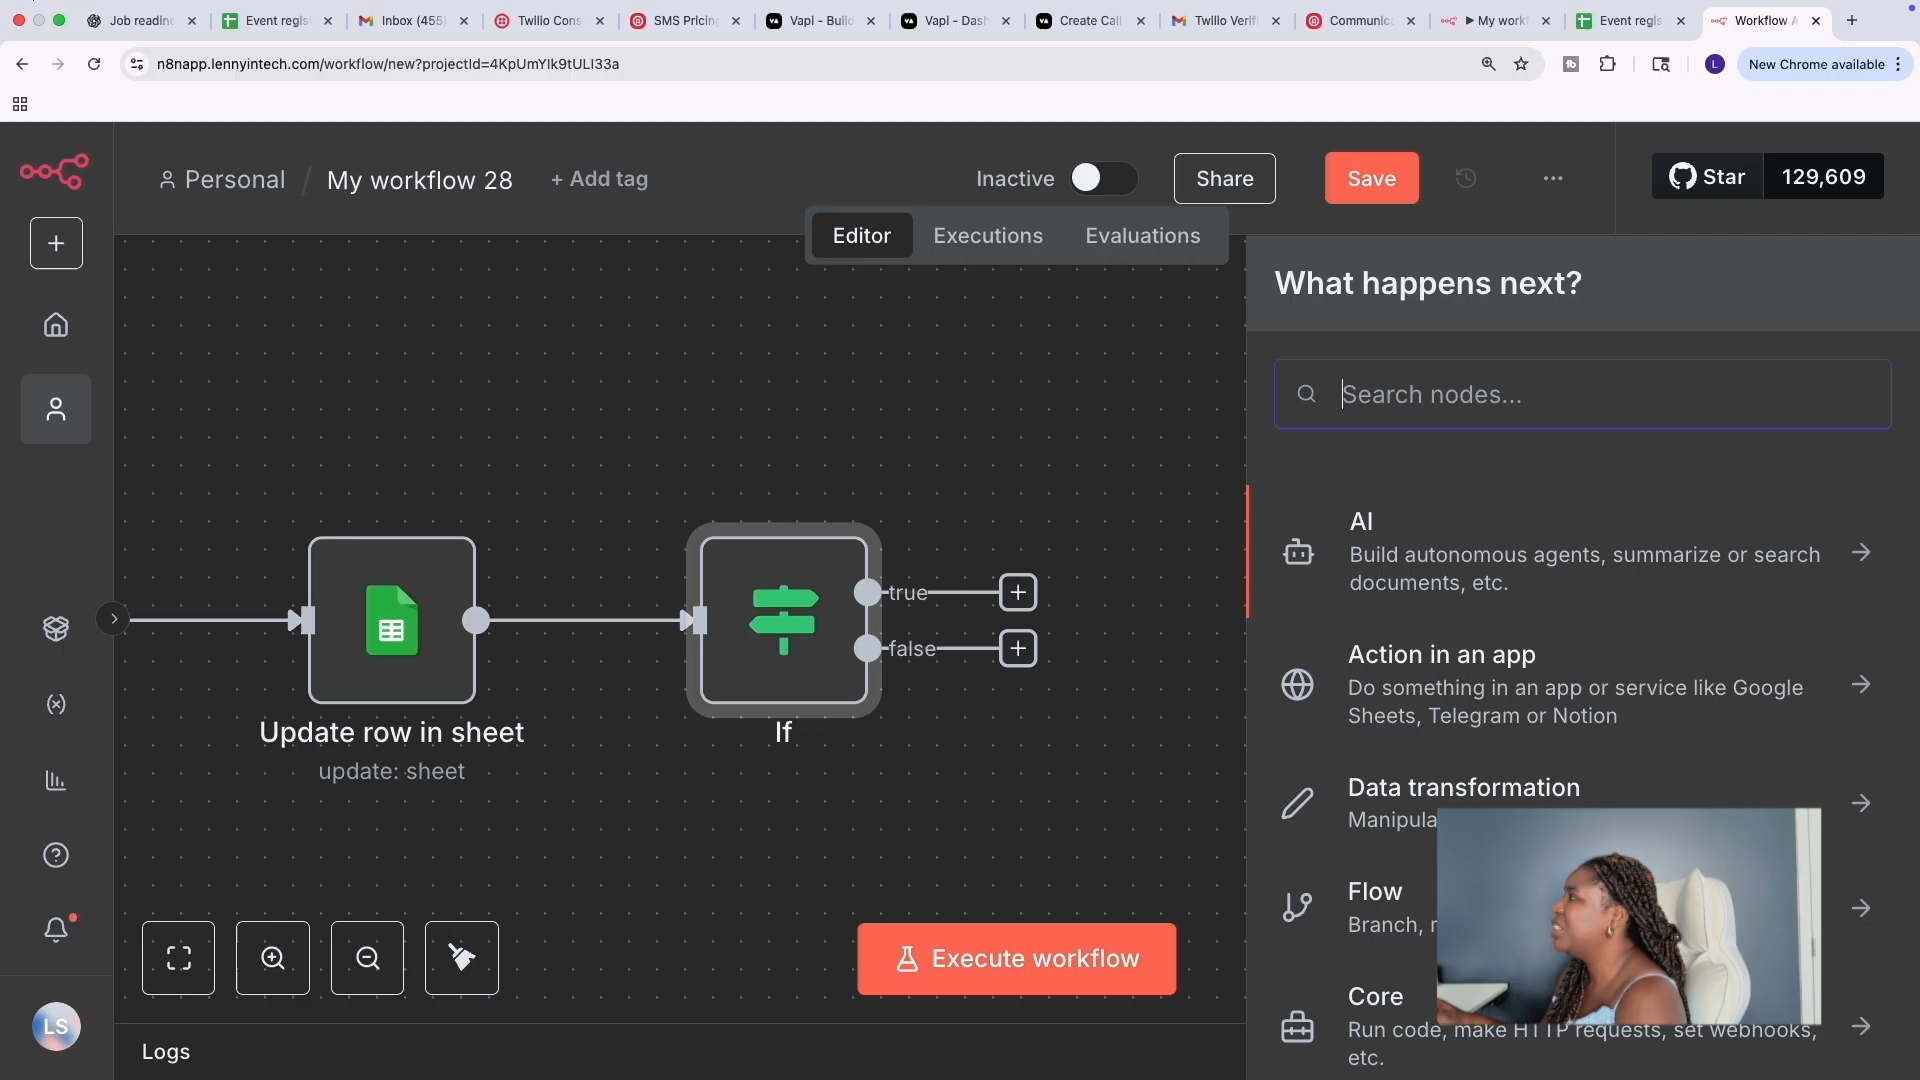 Job readin
Event regis
Inbox (455)
Twilio Cons
SMS Pricing
Vapi - Build
Vapi - Dash
Create Call
Twilio Verifi
Communica
My workf
Event regis
Workflow A
n8napp.lennyintech.com/workflow/new?projectId=4KpUmYlk9tULI33a
L
New Chrome available
Personal / My workflow 28
+ Add tag
Inactive
Share
Save
Star
129,609
Editor
Executions
Evaluations
What happens next?
Search nodes...
AI
Build autonomous agents, summarize or search
documents, etc.
Action in an app
Do something in an app or service like Google
Sheets, Telegram or Notion
Data transformation
Manipula
Flow
Branch, r
Core
Run code, make HTTP requests, set webhooks,
etc.
true
false
Update row in sheet
update: sheet
If
Execute workflow
LS
Logs